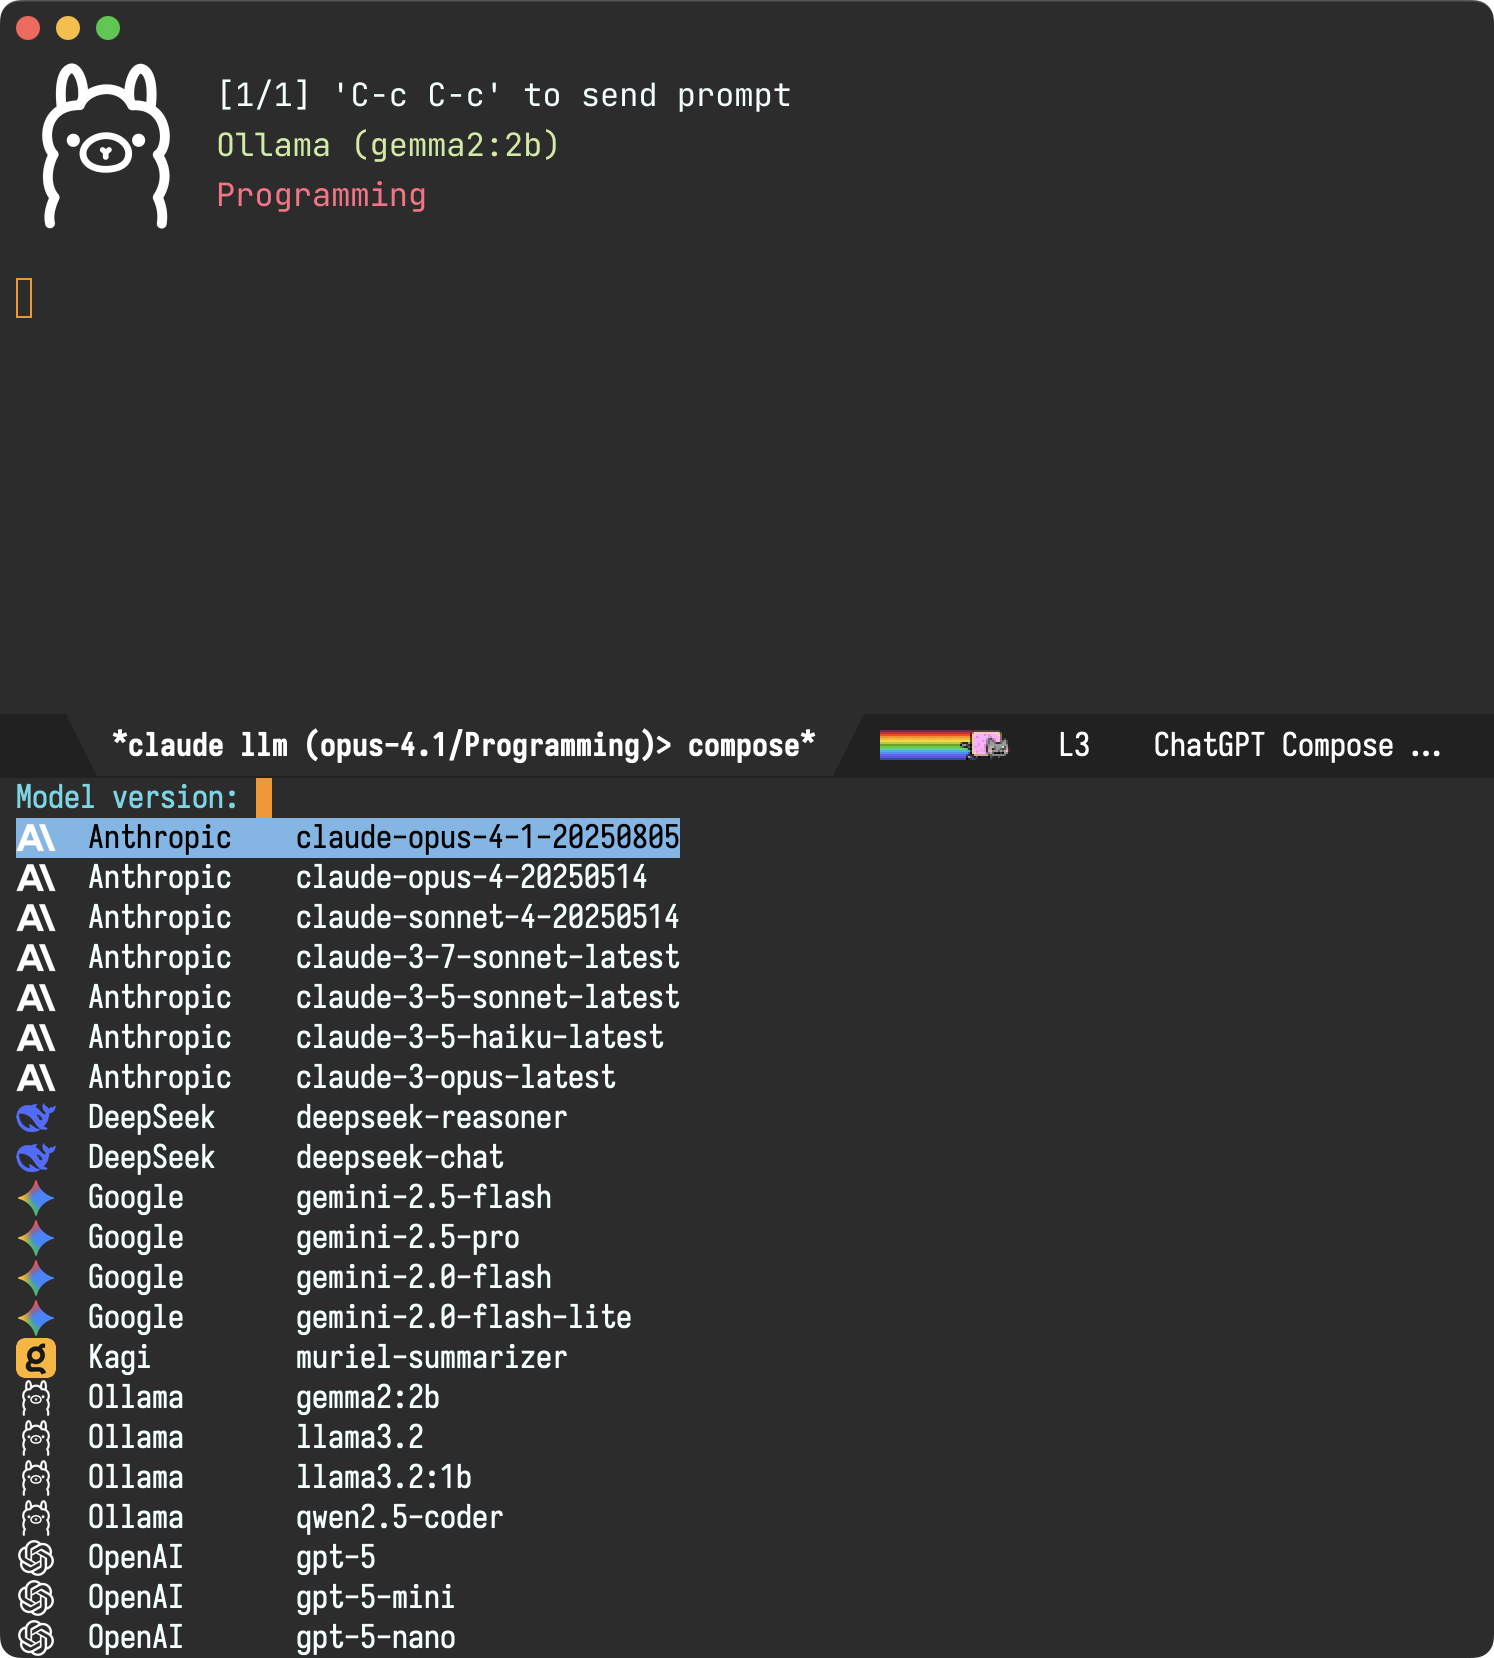 [1/1] 'C-c C-c' to send prompt
Ollama (gemma2:2b)
Programming
*claude llm (opus-4.1/Programming)> compose* L3 ChatGPT Compose ...
Model version:
Anthropic claude-opus-4-1-20250805
Anthropic claude-opus-4-20250514
Anthropic claude-sonnet-4-20250514
Anthropic claude-3-7-sonnet-latest
Anthropic claude-3-5-sonnet-latest
Anthropic claude-3-5-haiku-latest
Anthropic claude-3-opus-latest
DeepSeek deepseek-reasoner
DeepSeek deepseek-chat
Google gemini-2.5-flash
Google gemini-2.5-pro
Google gemini-2.0-flash
Google gemini-2.0-flash-lite
Kagi muriel-summarizer
Ollama gemma2:2b
Ollama llama3.2
Ollama llama3.2:1b
Ollama qwen2.5-coder
OpenAI gpt-5
OpenAI gpt-5-mini
OpenAI gpt-5-nano